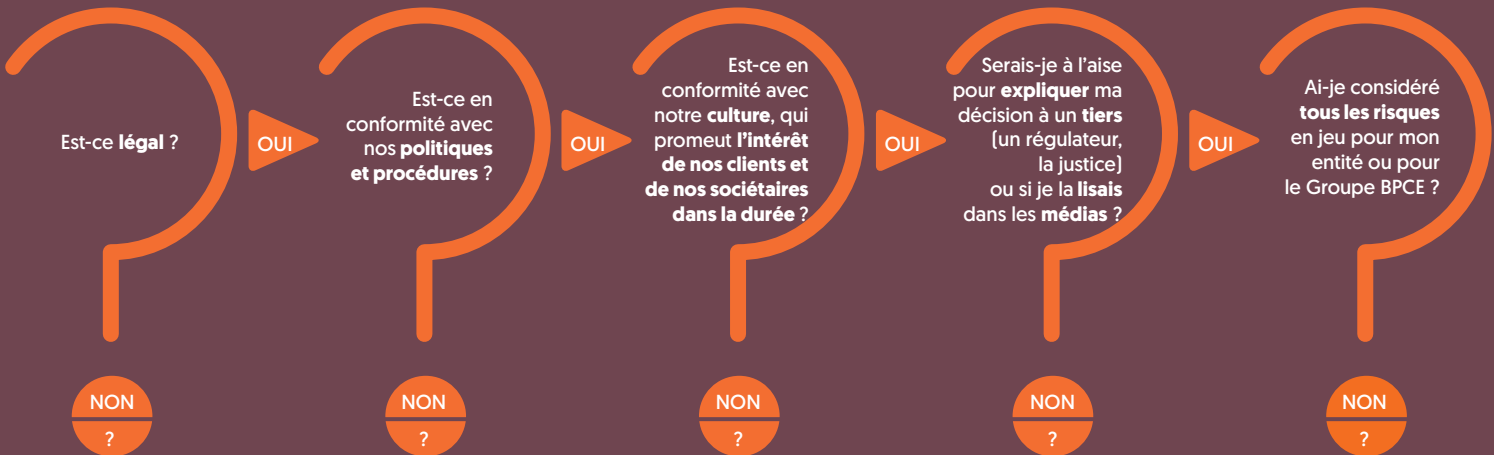 Est-ce légal ?
OUI
Est-ce en
conformité avec
nos politiques
et procédures ?
OUI
Est-ce en
conformité avec
notre culture, qui
promeut l’intérêt
de nos clients et
de nos sociétaires
dans la durée ?
OUI
Serais-je à l’aise
pour expliquer ma
décision à un tiers
(un régulateur,
la justice)
ou si je la lisais
dans les médias ?
OUI
Ai-je considéré
tous les risques
en jeu pour mon
entité ou pour
le Groupe BPCE ?
NON
?
NON
?
NON
?
NON
?
NON
?